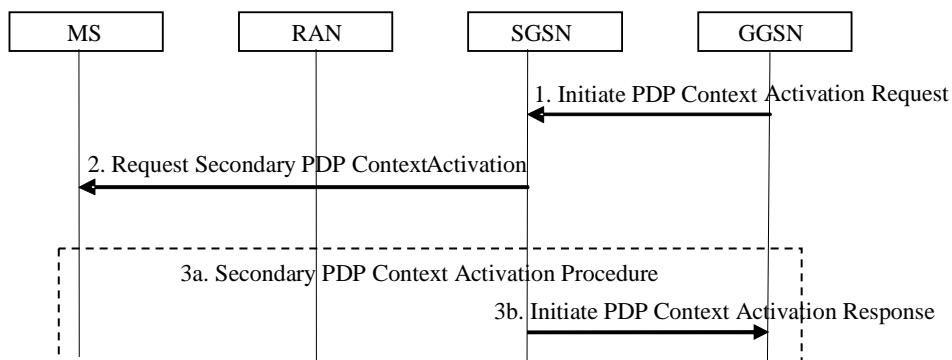 MS RAN SGSN GGSN
1. Initiate PDP Context Activation Request
2. Request Secondary PDP ContextActivation
3a. Secondary PDP Context Activation Procedure
3b. Initiate PDP Context Activation Response